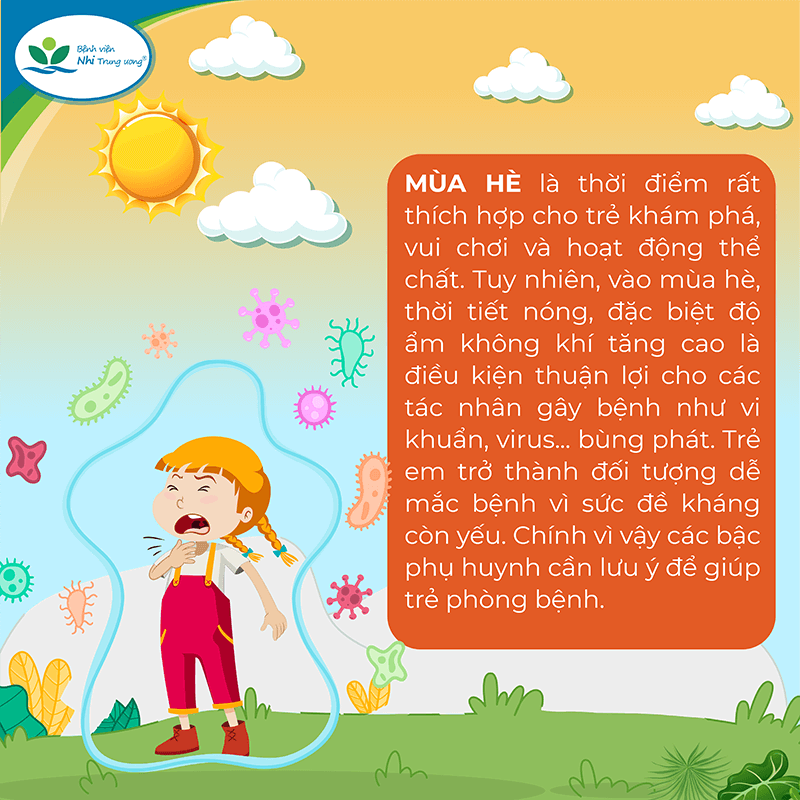 Bệnh viện
Nhi Trung ương®
MÙA HÈ là thời điểm rất
thích hợp cho trẻ khám phá,
vui chơi và hoạt động thể
chất. Tuy nhiên, vào mùa hè,
thời tiết nóng, đặc biệt độ
ẩm không khí tăng cao là
điều kiện thuận lợi cho các
tác nhân gây bệnh như vi
khuẩn, virus... bùng phát. Trẻ
em trở thành đối tượng dễ
mắc bệnh vì sức đề kháng
còn yếu. Chính vì vậy các bậc
phụ huynh cần lưu ý để giúp
trẻ phòng bệnh.